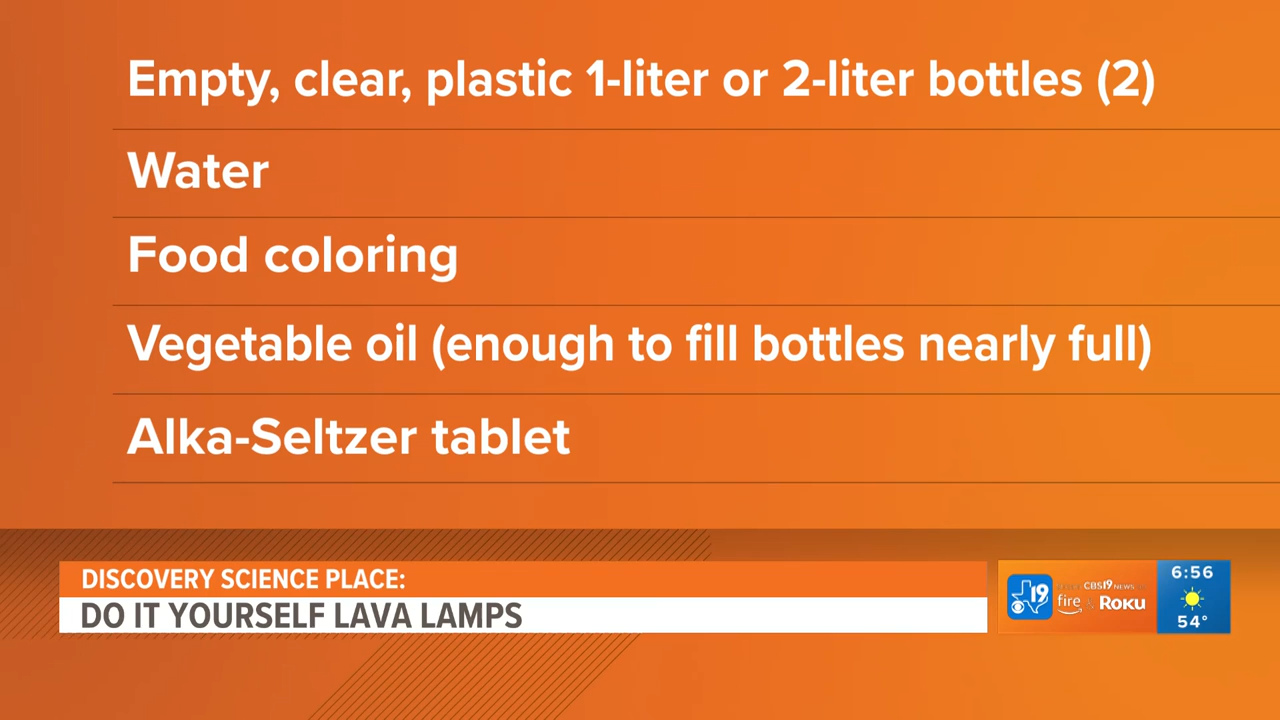 Empty, clear, plastic 1-liter or 2-liter bottles (2)
Water
Food coloring
Vegetable oil (enough to fill bottles nearly full)
Alka-Seltzer tablet
DISCOVERY SCIENCE PLACE:
DO IT YOURSELF LAVA LAMPS
19
CBS19 NEWS
fire
Roku
6:56
54°